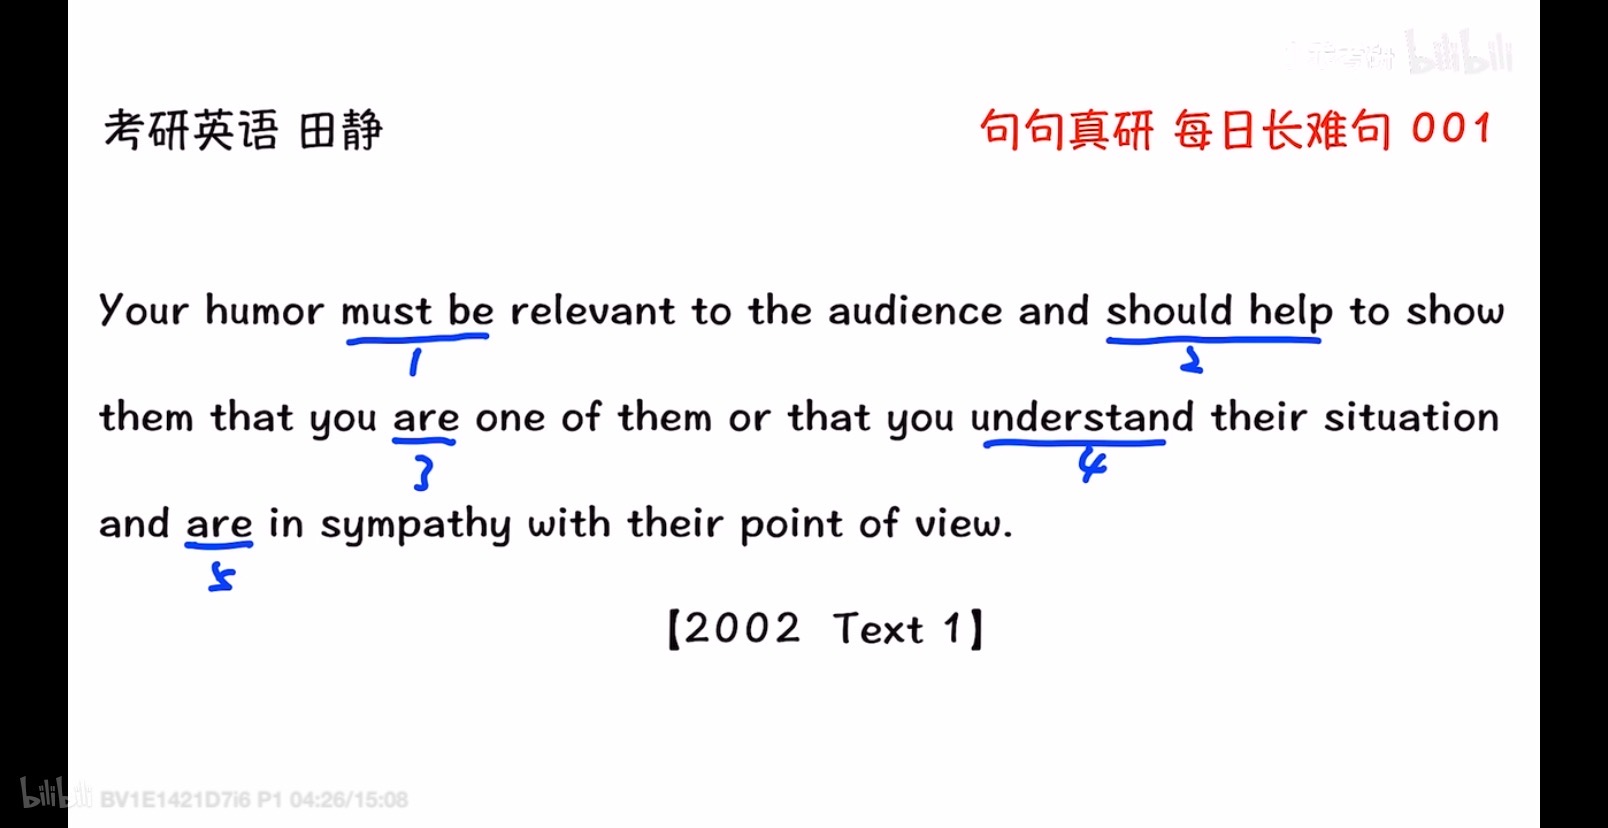 bilibili
考研英语 田静
句句真研 每日长难句 001
Your humor must be relevant to the audience and should help to show
1 2
them that you are one of them or that you understand their situation
3 4
and are in sympathy with their point of view.
5
【2002 Text 1】
bilibili BV1E1421D7i6 P1 04:26/15:08